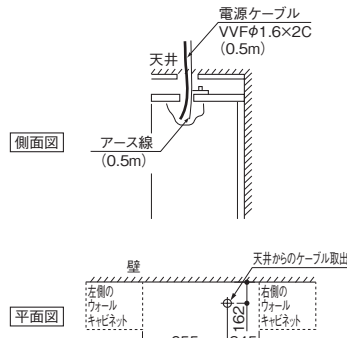 電源ケーブル
VVFφ1.6×2C
(0.5m)
天井
側面図
アース線
(0.5m)
天井からのケーブル取出
壁
左側の
ウォール
キャビネット
右側の
ウォール
キャビネット
162
平面図